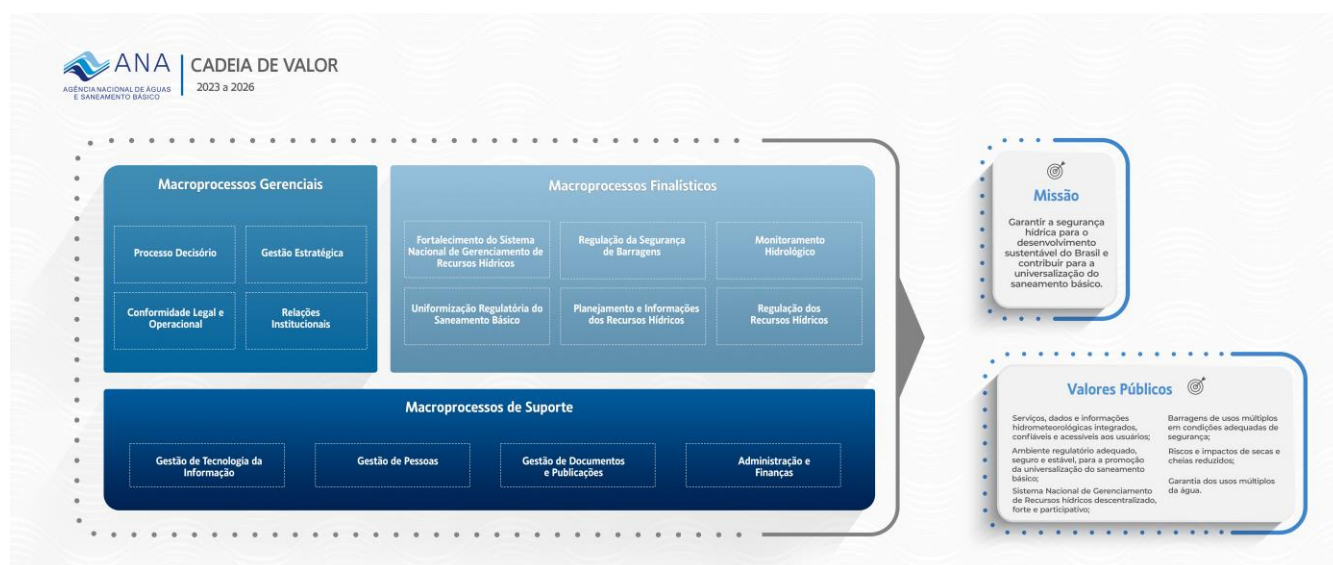 ANA
AGÊNCIA NACIONAL DE ÁGUAS
E SANEAMENTO BÁSICO
CADEIA DE VALOR
2023 a 2026
Macroprocessos Gerenciais
Processo Decisório
Gestão Estratégica
Conformidade Legal e
Operacional
Relações
Institucionais
Macroprocessos Finalísticos
Fortalecimento do Sistema
Nacional de Gerenciamento de
Recursos Hídricos
Regulação da Segurança
de Barragens
Monitoramento
Hidrológico
Uniformização Regulatória do
Saneamento Básico
Planejamento e Informações
dos Recursos Hídricos
Regulação dos
Recursos Hídricos
Macroprocessos de Suporte
Gestão de Tecnologia da
Informação
Gestão de Pessoas
Gestão de Documentos
e Publicações
Administração e
Finanças
Missão
Garantir a segurança
hídrica para o
desenvolvimento
sustentável do Brasil e
contribuir para a
universalização do
saneamento básico.
Valores Públicos
Serviços, dados e informações
hidrometeorológicas integrados,
confiáveis e acessíveis aos usuários;
Ambiente regulatório adequado,
seguro e estável, para a promoção
da universalização do saneamento
básico;
Sistema Nacional de Gerenciamento
de Recursos hídricos descentralizado,
forte e participativo;
Barragens de usos múltiplos
em condições adequadas de
segurança;
Riscos e impactos de secas e
cheias reduzidos;
Garantia dos usos múltiplos
da água.